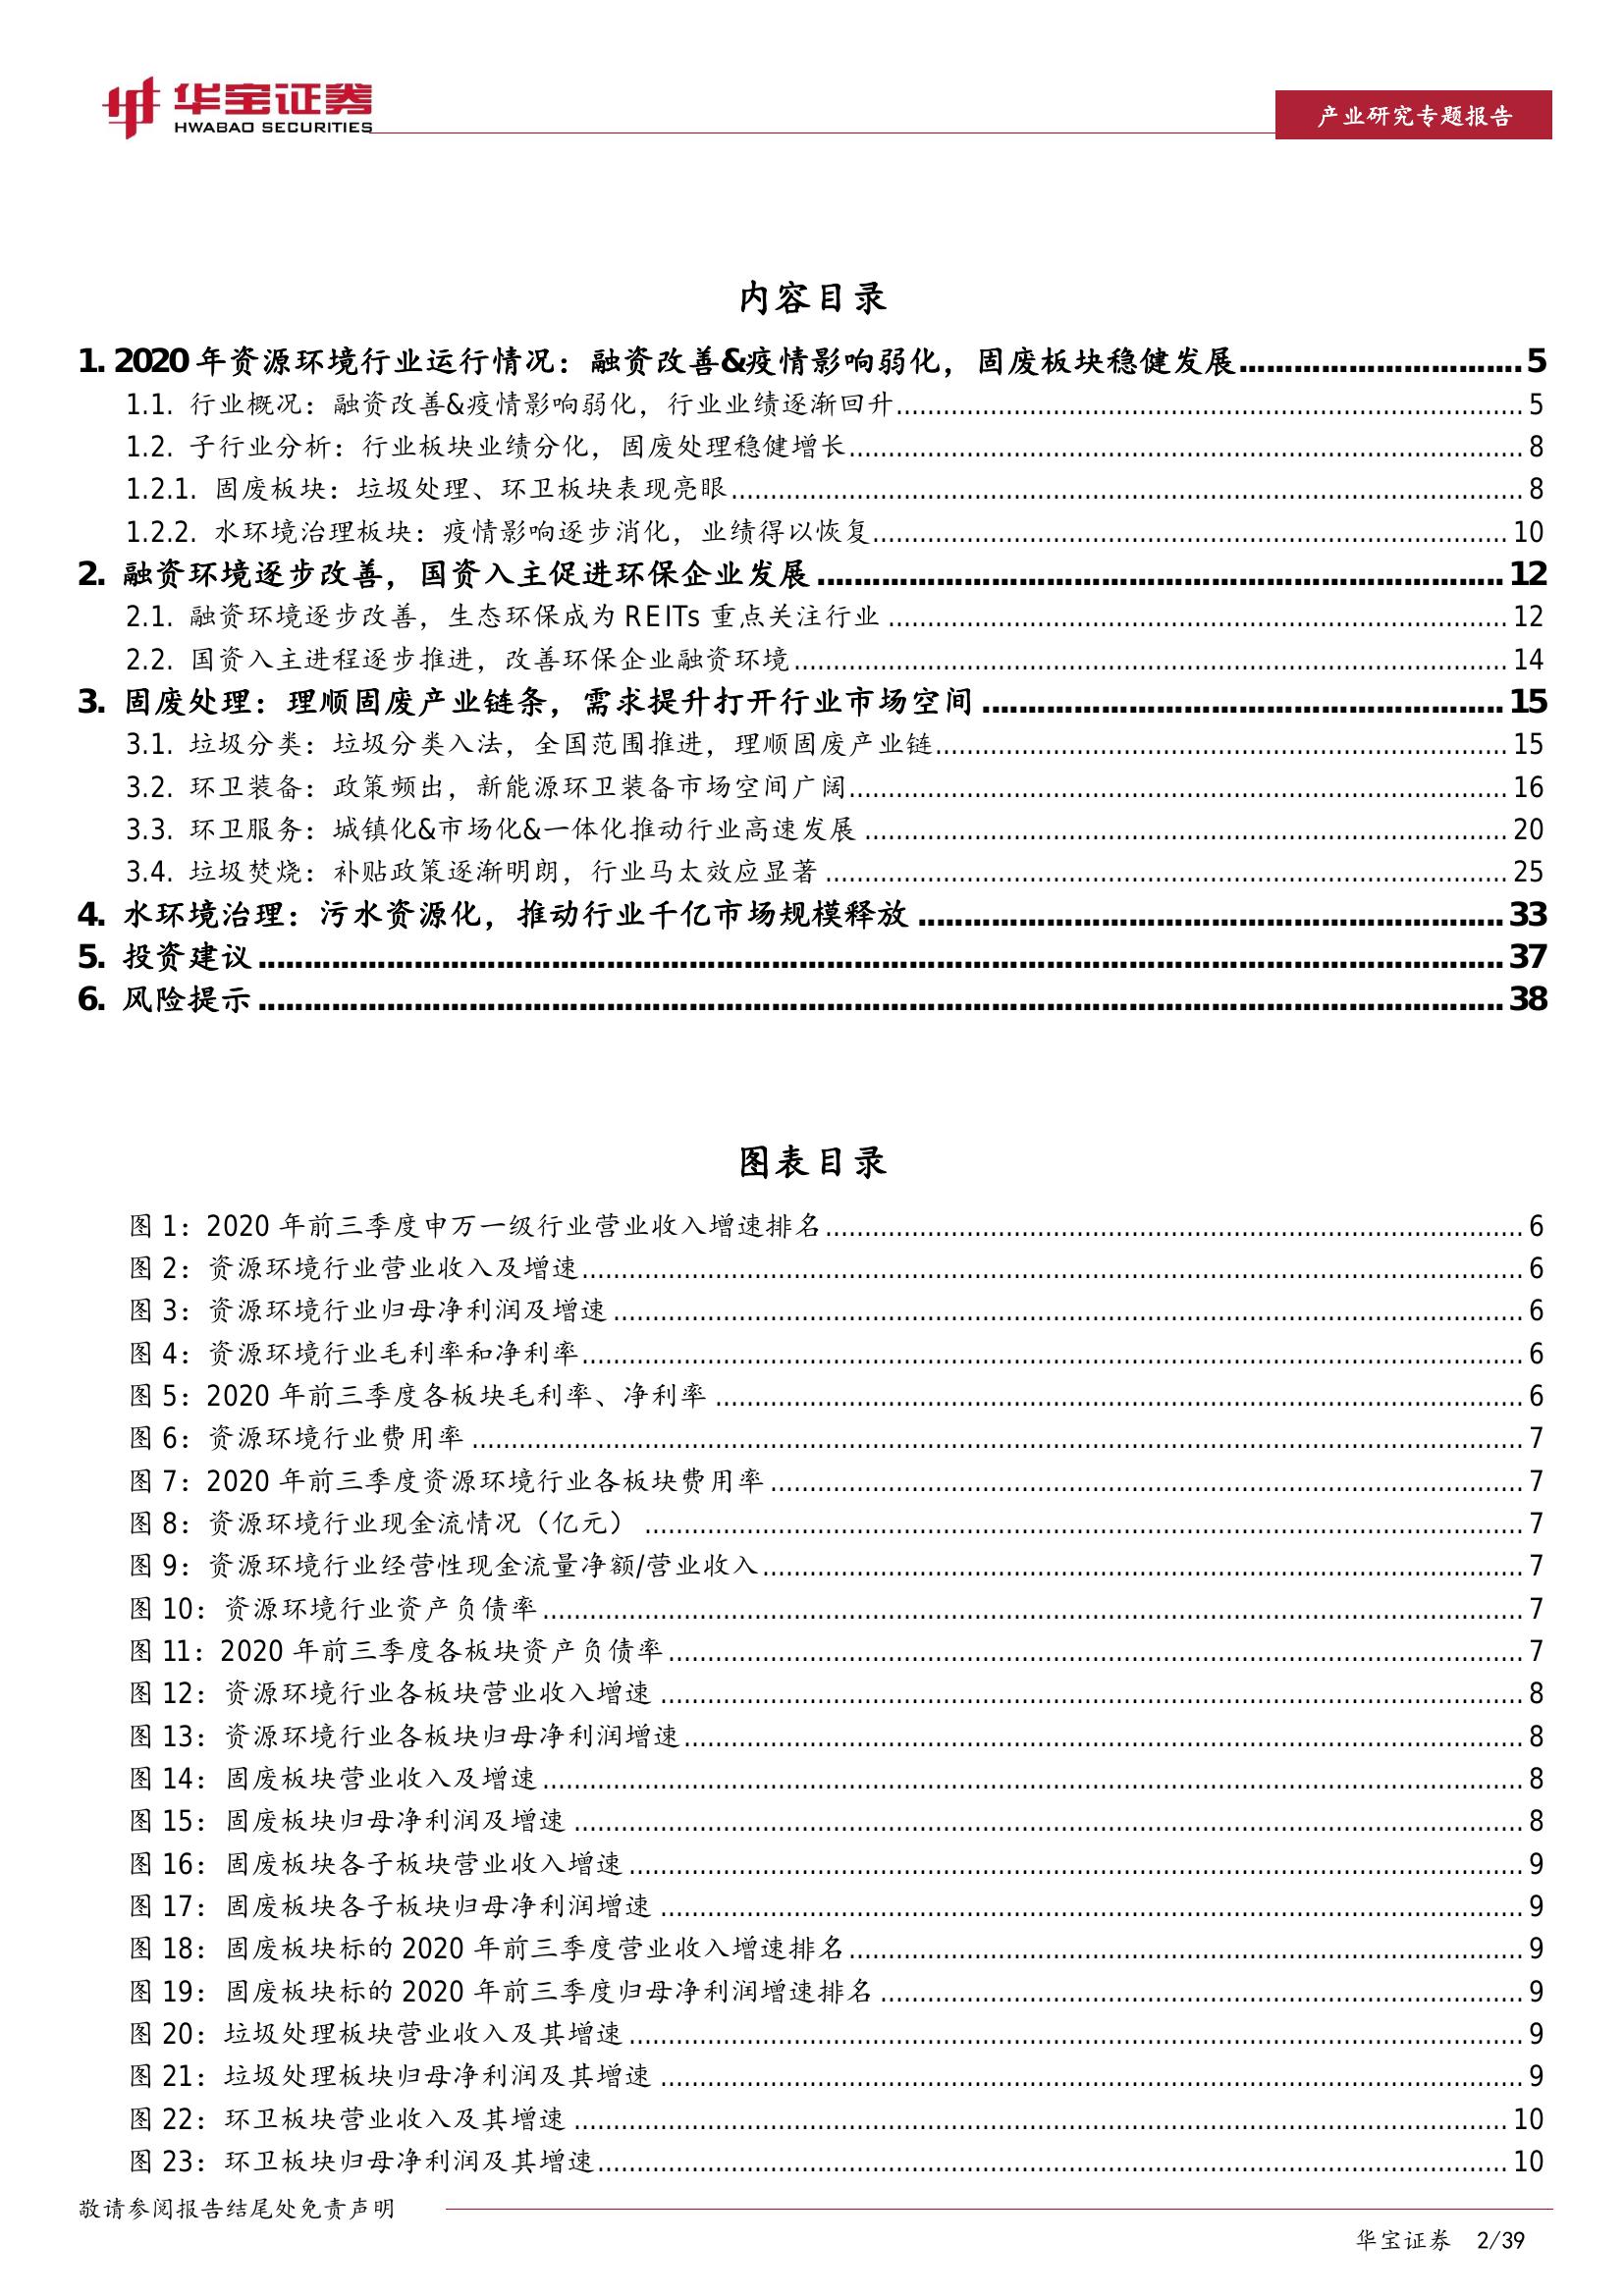 华宝证券
HWABAO SECURITIES
产业研究专题报告
内容目录
1. 2020 年资源环境行业运行情况：融资改善&疫情影响弱化，固废板块稳健发展 5
1.1. 行业概况：融资改善&疫情影响弱化，行业业绩逐渐回升 5
1.2. 子行业分析：行业板块业绩分化，固废处理稳健增长 8
1.2.1. 固废板块：垃圾处理、环卫板块表现亮眼 8
1.2.2. 水环境治理板块：疫情影响逐步消化，业绩得以恢复 10
2. 融资环境逐步改善，国资入主促进环保企业发展 12
2.1. 融资环境逐步改善，生态环保成为 REITs 重点关注行业 12
2.2. 国资入主进程逐步推进，改善环保企业融资环境 14
3. 固废处理：理顺固废产业链条，需求提升打开行业市场空间 15
3.1. 垃圾分类：垃圾分类入法，全国范围推进，理顺固废产业链 15
3.2. 环卫装备：政策频出，新能源环卫装备市场空间广阔 16
3.3. 环卫服务：城镇化&市场化&一体化推动行业高速发展 20
3.4. 垃圾焚烧：补贴政策逐渐明朗，行业马太效应显著 25
4. 水环境治理：污水资源化，推动行业千亿市场规模释放 33
5. 投资建议 37
6. 风险提示 38
图表目录
图 1：2020 年前三季度申万一级行业营业收入增速排名 6
图 2：资源环境行业营业收入及增速 6
图 3：资源环境行业归母净利润及增速 6
图 4：资源环境行业毛利率和净利率 6
图 5：2020 年前三季度各板块毛利率、净利率 6
图 6：资源环境行业费用率 7
图 7：2020 年前三季度资源环境行业各板块费用率 7
图 8：资源环境行业现金流情况（亿元） 7
图 9：资源环境行业经营性现金流量净额/营业收入 7
图 10：资源环境行业资产负债率 7
图 11：2020 年前三季度各板块资产负债率 7
图 12：资源环境行业各板块营业收入增速 8
图 13：资源环境行业各板块归母净利润增速 8
图 14：固废板块营业收入及增速 8
图 15：固废板块归母净利润及增速 8
图 16：固废板块各子板块营业收入增速 9
图 17：固废板块各子板块归母净利润增速 9
图 18：固废板块标的 2020 年前三季度营业收入增速排名 9
图 19：固废板块标的 2020 年前三季度归母净利润增速排名 9
图 20：垃圾处理板块营业收入及其增速 9
图 21：垃圾处理板块归母净利润及其增速 9
图 22：环卫板块营业收入及其增速 10
图 23：环卫板块归母净利润及其增速 10
敬请参阅报告结尾处免责声明
华宝证券 2/39